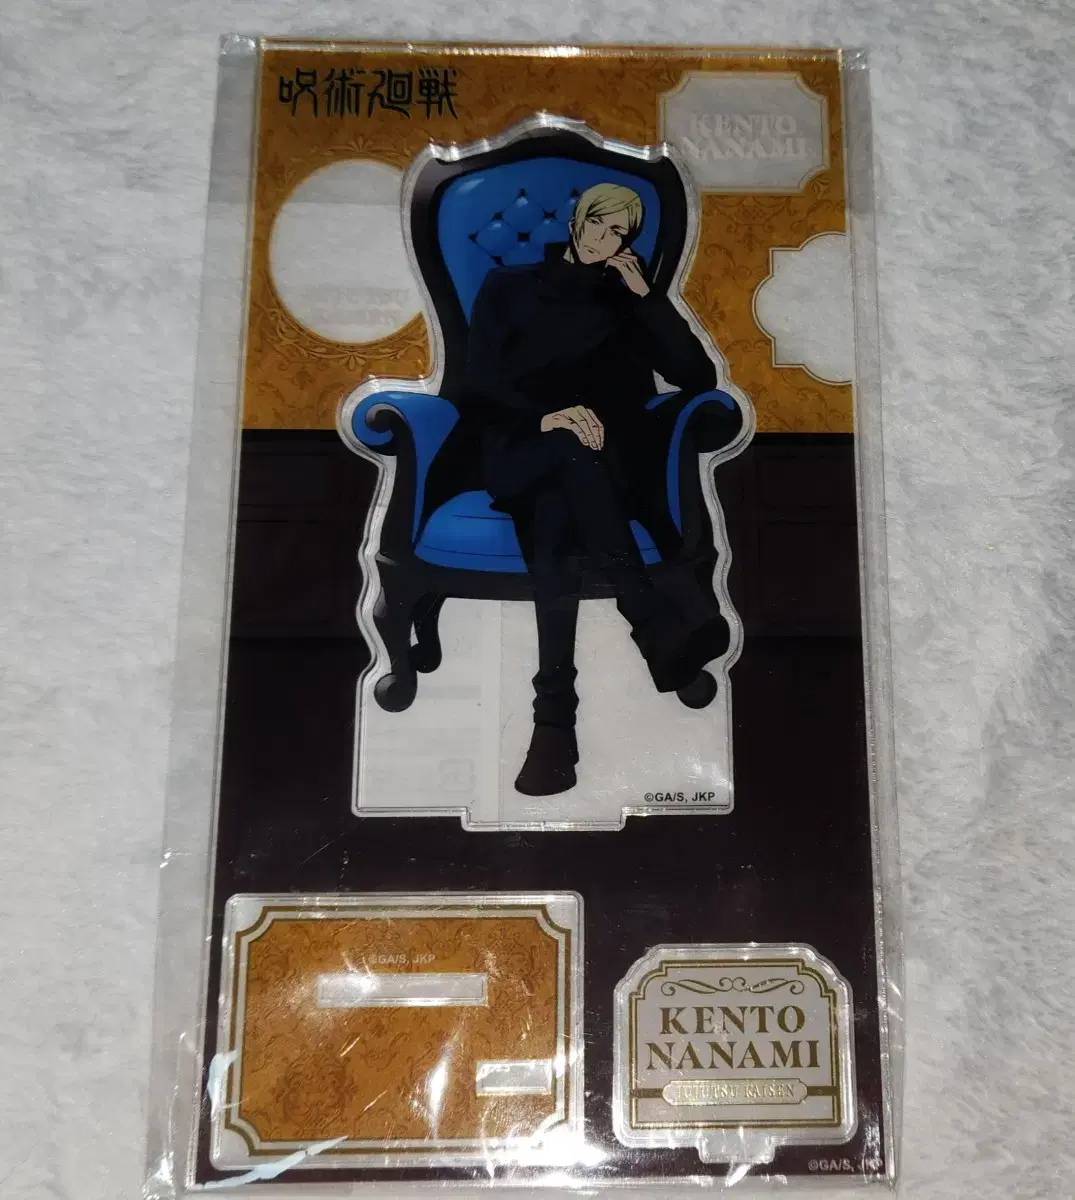 呪術廻戦
KENTO
NANAMI
©GA/S, JKP
©GA/S, JKP
KENTO
NANAMI
JUJUTSU KAISEN
©GA/S, JKP